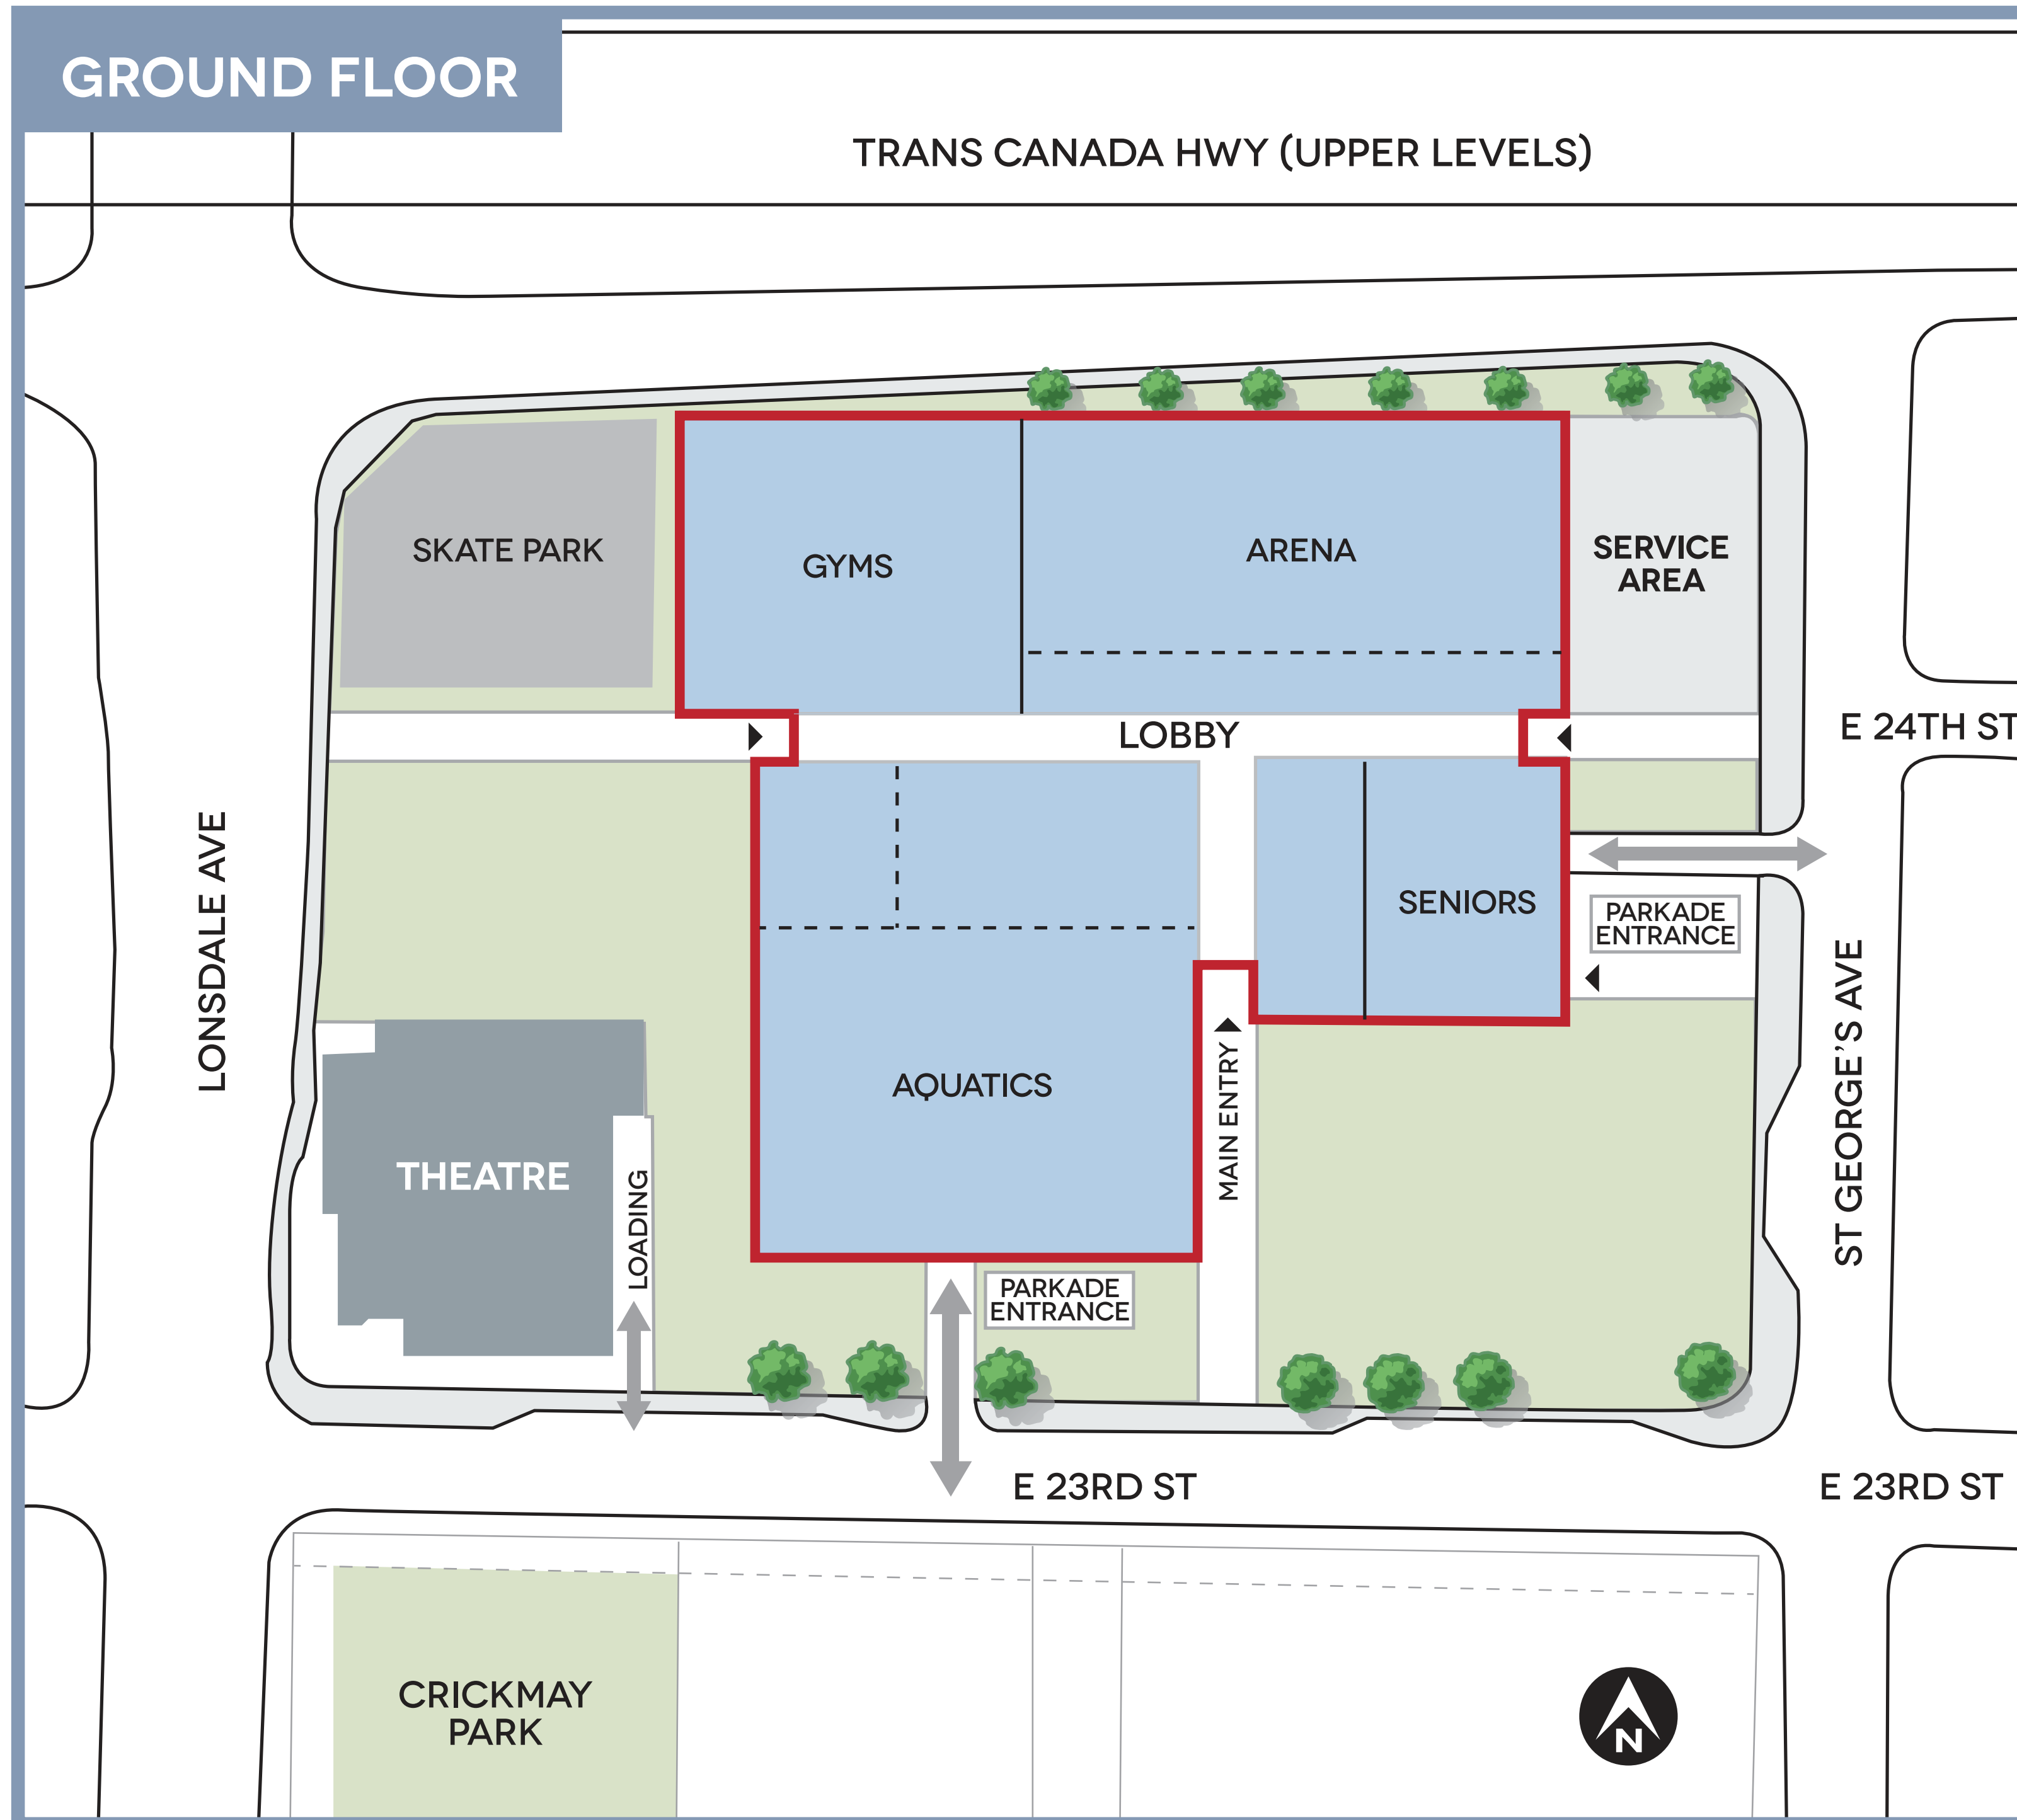 GROUND FLOOR
TRANS CANADA HWY (UPPER LEVELS)
SKATE PARK
GYMS
ARENA
SERVICE
AREA
LOBBY
E 24TH ST
LONSDALE AVE
SENIORS
PARKADE
ENTRANCE
ST GEORGE'S AVE
AQUATICS
MAIN ENTRY
THEATRE
LOADING
PARKADE
ENTRANCE
E 23RD ST
E 23RD ST
CRICKMAY
PARK
N